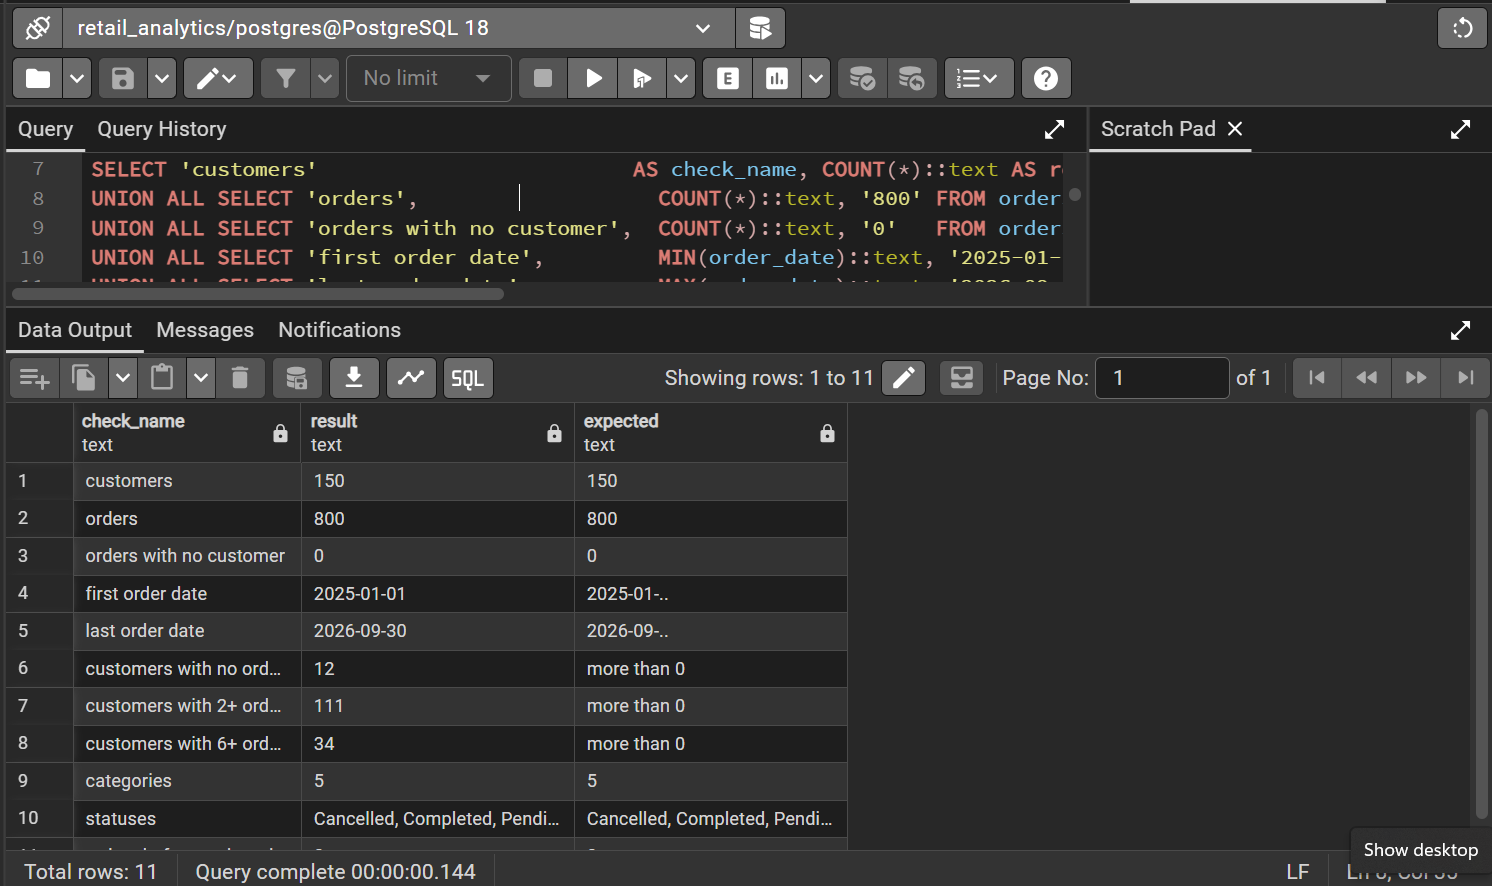 retail_analytics/postgres@PostgreSQL 18
No limit
E
Query Query History
Scratch Pad
7 SELECT 'customers' AS check_name, COUNT(*)::text AS r
8 UNION ALL SELECT 'orders', COUNT(*)::text, '800' FROM order
9 UNION ALL SELECT 'orders with no customer', COUNT(*)::text, '0' FROM order
10 UNION ALL SELECT 'first order date', MIN(order_date)::text, '2025-01-
Data Output Messages Notifications
SQL Showing rows: 1 to 11 Page No: 1 of 1
check_name result expected
text text text
1 customers 150 150
2 orders 800 800
3 orders with no customer 0 0
4 first order date 2025-01-01 2025-01-..
5 last order date 2026-09-30 2026-09-..
6 customers with no ord... 12 more than 0
7 customers with 2+ ord... 111 more than 0
8 customers with 6+ ord... 34 more than 0
9 categories 5 5
10 statuses Cancelled, Completed, Pendi... Cancelled, Completed, Pendi...
Show desktop
Total rows: 11 Query complete 00:00:00.144 LF